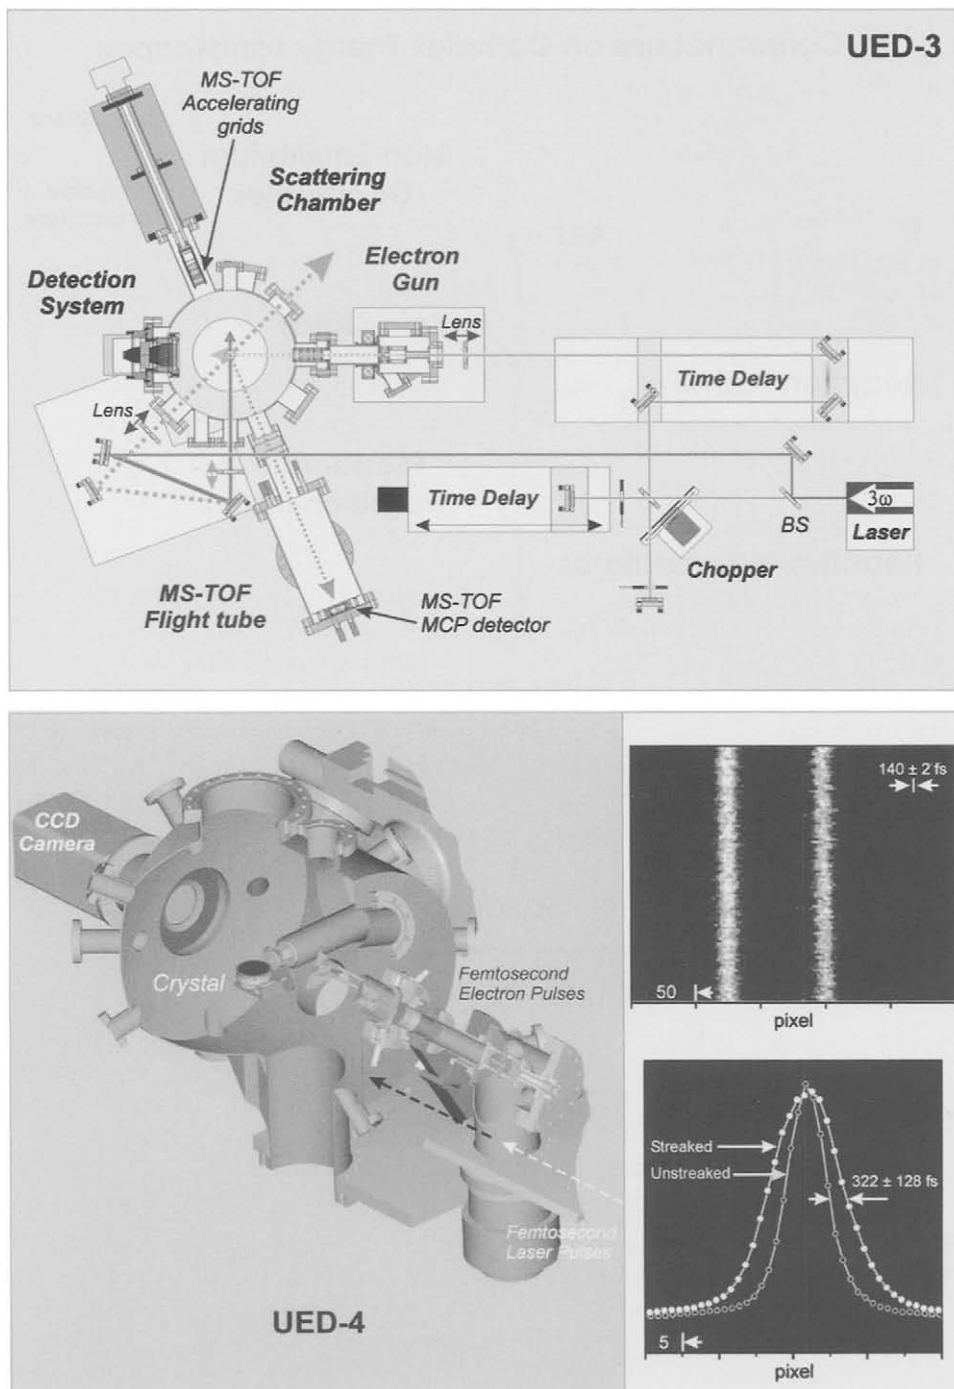 UED-3
MS-TOF
Accelerating
grids
Scattering
Chamber
Electron
Gun
Detection
System
Lens
Time Delay
Lens
Time Delay
3ω
BS
Laser
Chopper
MS-TOF
Flight tube
MS-TOF
MCP detector
CCD
Camera
Crystal
Femtosecond
Electron Pulses
Femtosecond
Laser Pulses
UED-4
140 ± 2 fs
50
pixel
Streaked
Unstreaked
322 ± 128 fs
5
pixel